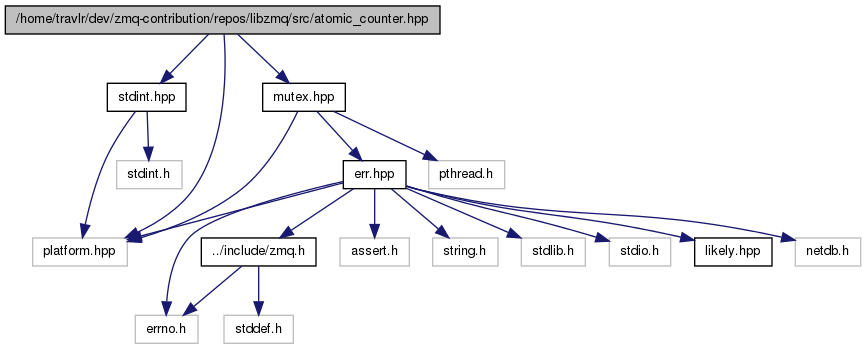 /home/travlr/dev/zmq-contribution/repos/libzmq/src/atomic_counter.hpp
stdint.hpp
mutex.hpp
stdint.h
err.hpp
pthread.h
platform.hpp
../include/zmq.h
assert.h
string.h
stdlib.h
stdio.h
likely.hpp
netdb.h
errno.h
stddef.h